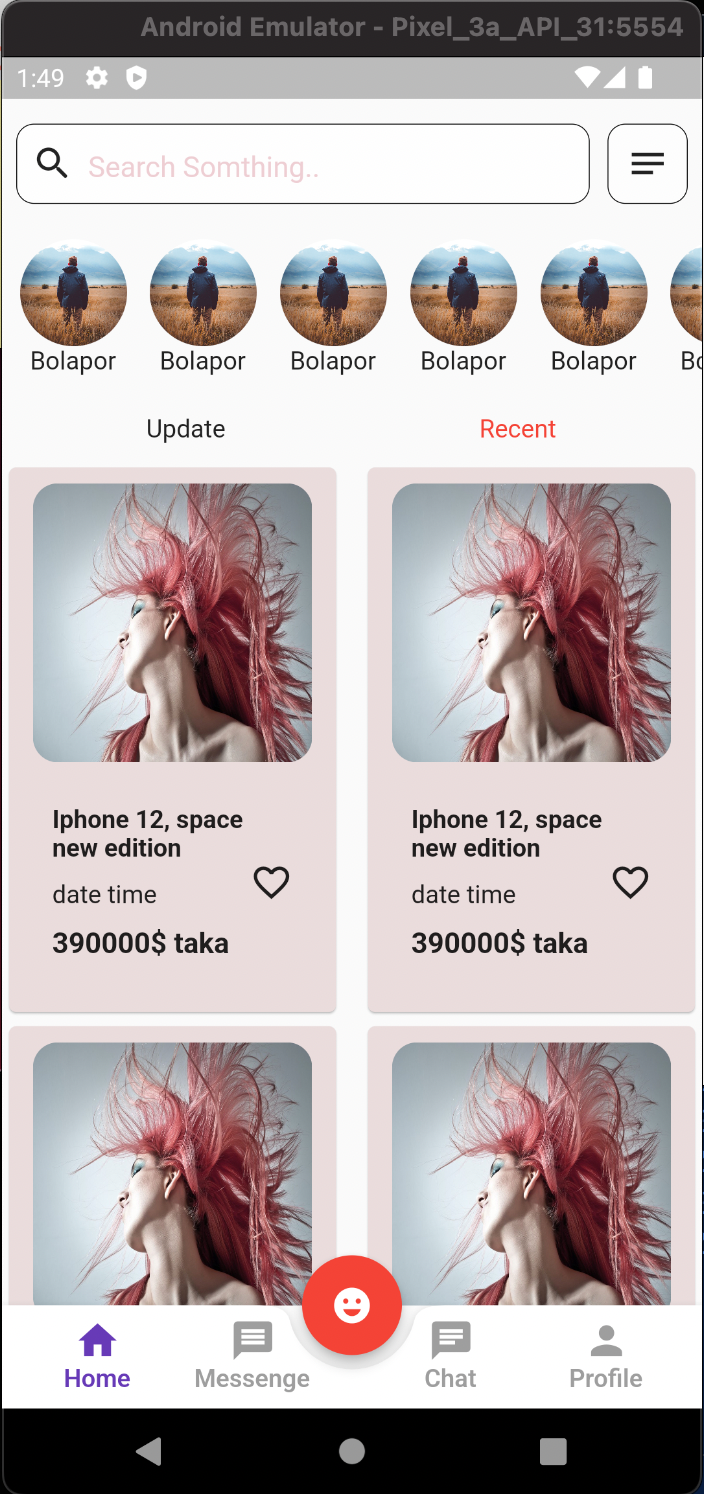 Android Emulator - Pixel_3a_API_31:5554
1:49
Search Somthing..
Bolapor Bolapor Bolapor Bolapor Bolapor Bo
Update Recent
Iphone 12, space Iphone 12, space
new edition new edition
date time date time
390000$ taka 390000$ taka
Home Messenge Chat Profile